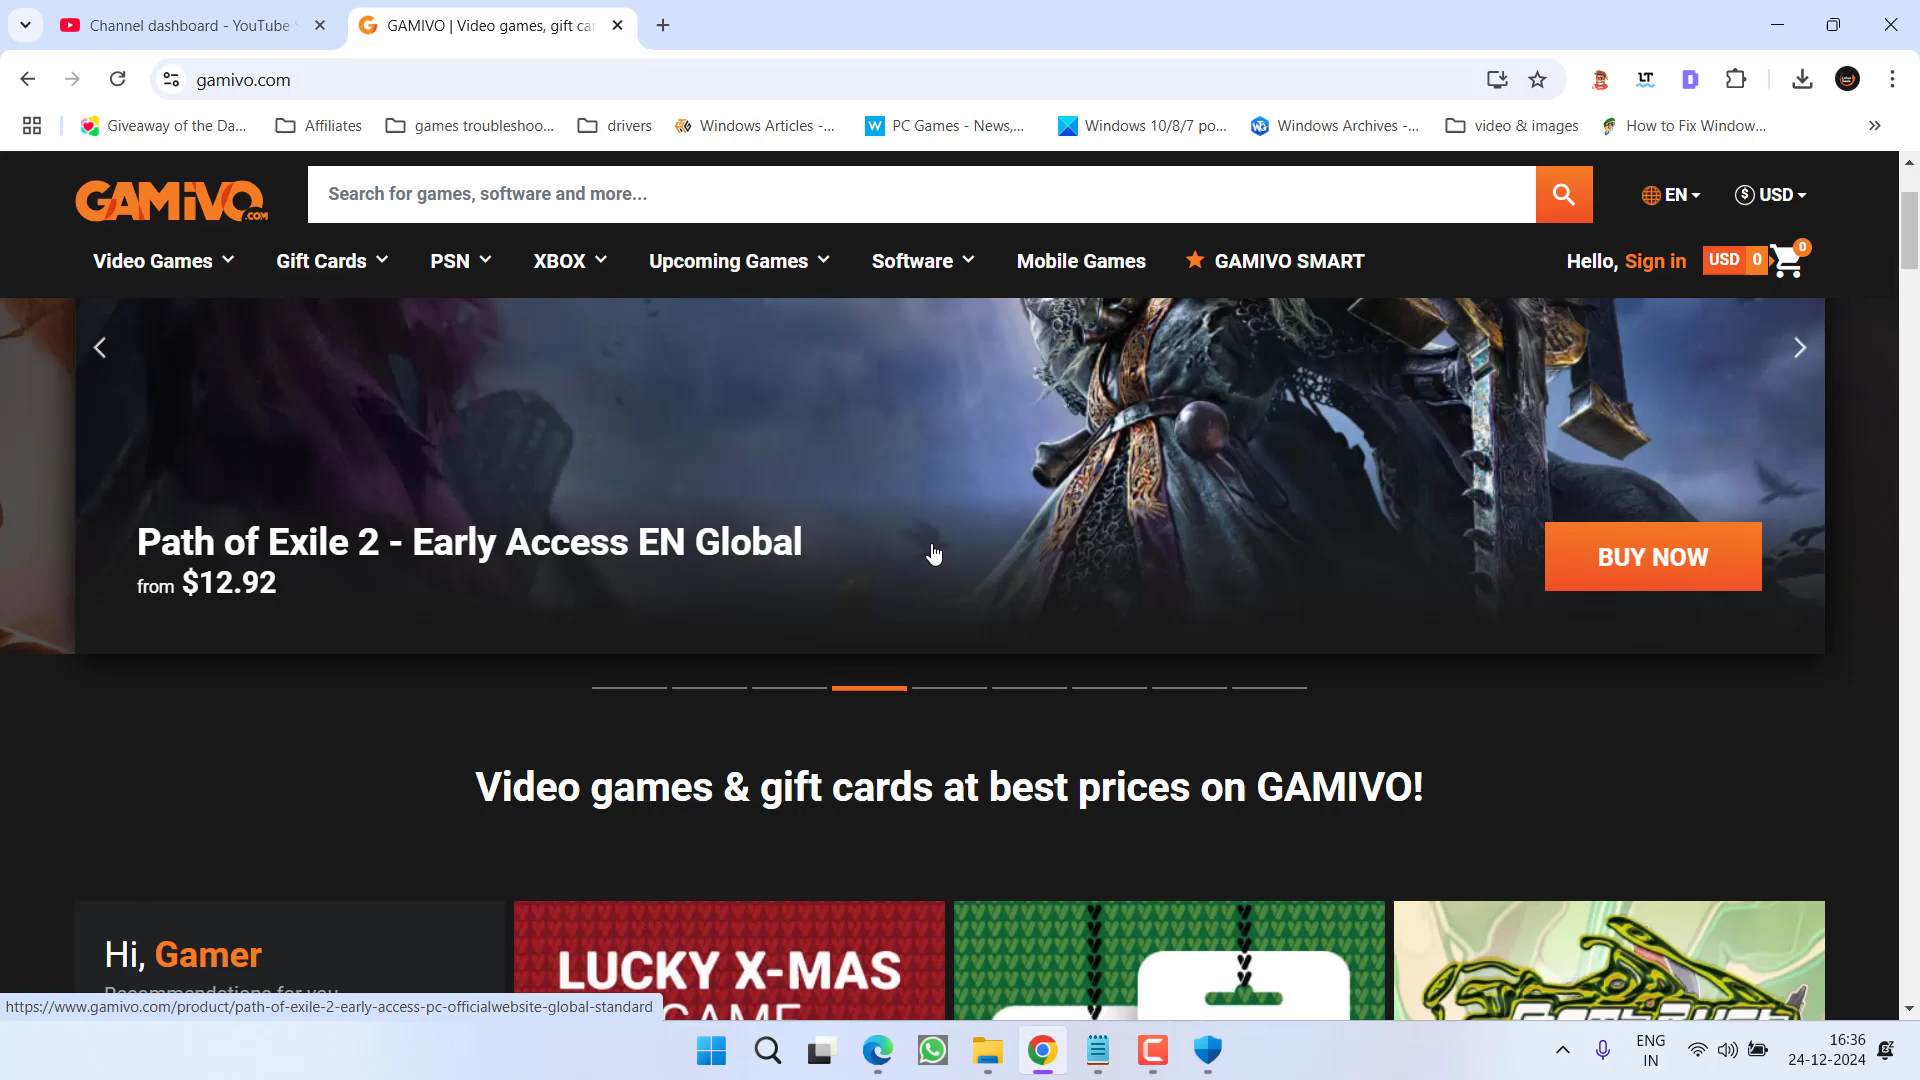 Channel dashboard - YouTube S
GAMIVO | Video games, gift car
gamivo.com
LT
Giveaway of the Da...
Affiliates
games troubleshoo...
drivers
Windows Articles -...
PC Games - News,...
Windows 10/8/7 po...
Windows Archives -...
video & images
How to Fix Window...
GAMIVO.COM
Search for games, software and more...
EN
USD
Video Games
Gift Cards
PSN
XBOX
Upcoming Games
Software
Mobile Games
GAMIVO SMART
Hello, Sign in
USD 0
0
Path of Exile 2 - Early Access EN Global
from $12.92
BUY NOW
Video games & gift cards at best prices on GAMIVO!
Hi, Gamer
Recommendations for you
LUCKY X-MAS
GAME
https://www.gamivo.com/product/path-of-exile-2-early-access-pc-officialwebsite-global-standard
ENG
IN
16:36
24-12-2024